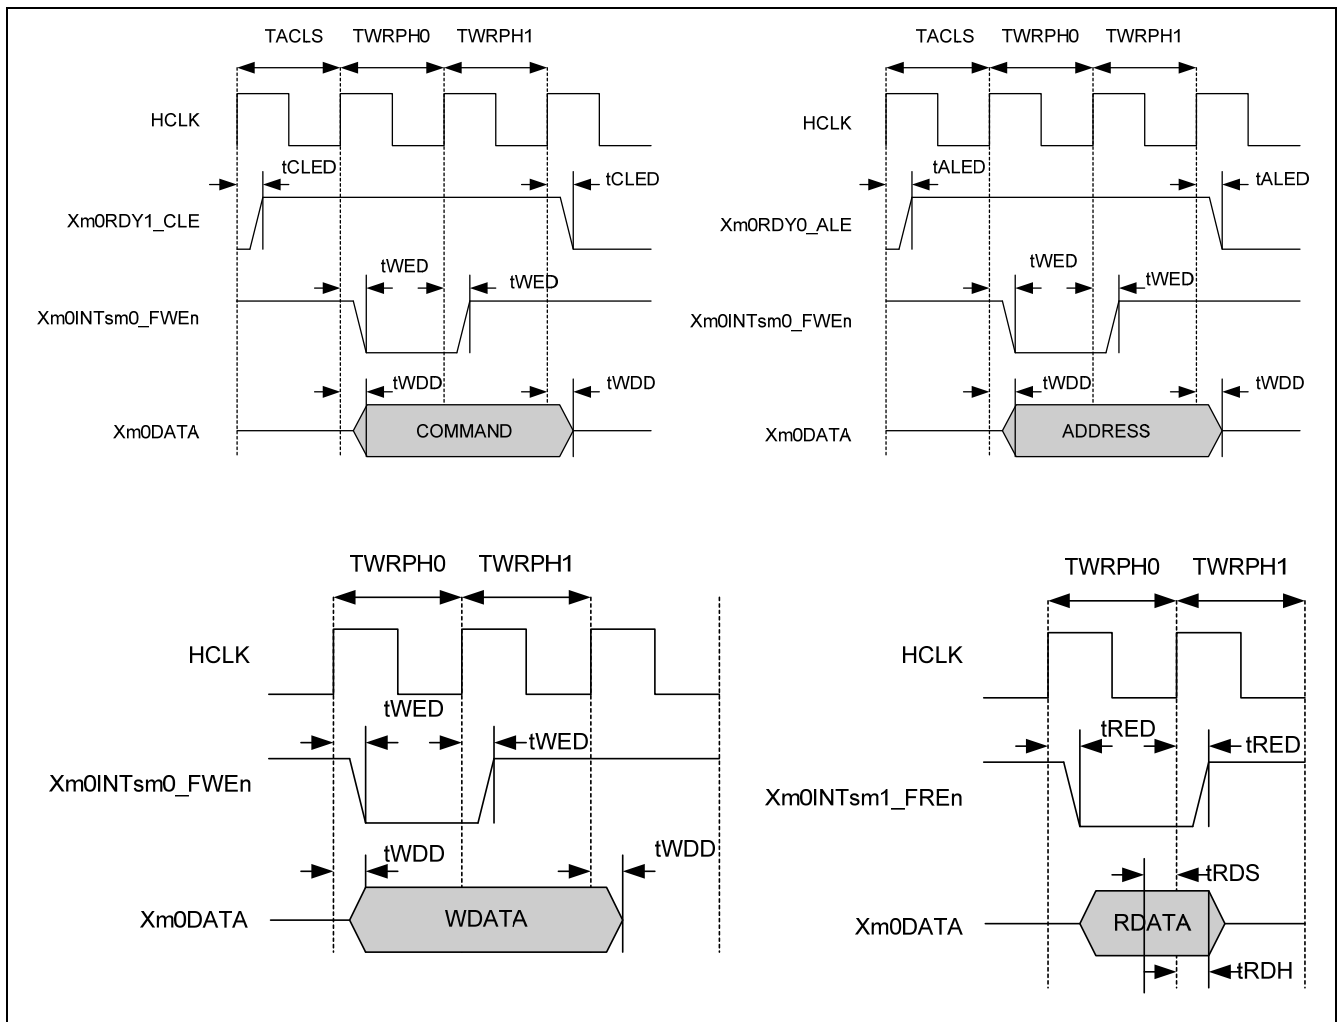 TACLS TWRPH0 TWRPH1
HCLK
tCLED tCLED
Xm0RDY1_CLE
tWED tWED
Xm0INTsm0_FWEn
tWDD tWDD
Xm0DATA COMMAND
TACLS TWRPH0 TWRPH1
HCLK
tALED tALED
Xm0RDY0_ALE
tWED tWED
Xm0INTsm0_FWEn
tWDD tWDD
Xm0DATA ADDRESS
TWRPH0 TWRPH1
HCLK
tWED tWED
Xm0INTsm0_FWEn
tWDD tWDD
Xm0DATA WDATA
TWRPH0 TWRPH1
HCLK
tRED tRED
Xm0INTsm1_FREn
tRDS
Xm0DATA RDATA
tRDH